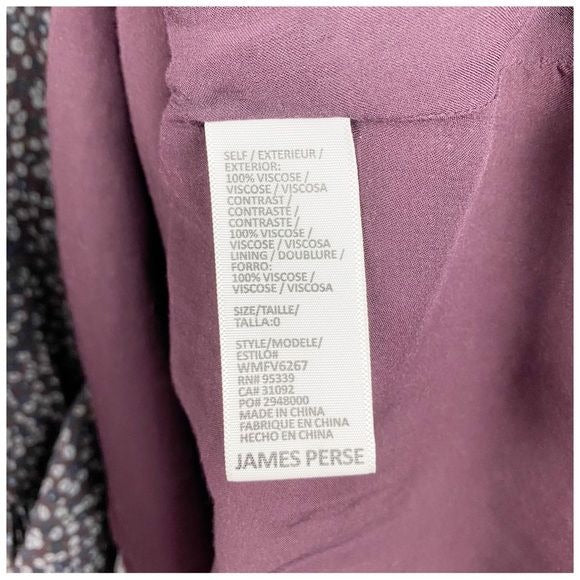 SELF / EXTERIEUR /
EXTERIOR:
100% VISCOSE /
VISCOSE / VISCOSA
CONTRAST /
CONTRASTE /
CONTRASTE /
100% VISCOSE /
VISCOSE / VISCOSA
LINING / DOUBLURE /
FORRO:
100% VISCOSE /
VISCOSE / VISCOSA
SIZE/TAILLE/
TALLA:0
STYLE/MODELE/
ESTILO#
WMFV6267
RN# 95339
CA# 31092
PO# 2948000
MADE IN CHINA
FABRIQUE EN CHINA
HECHO EN CHINA
JAMES PERSE